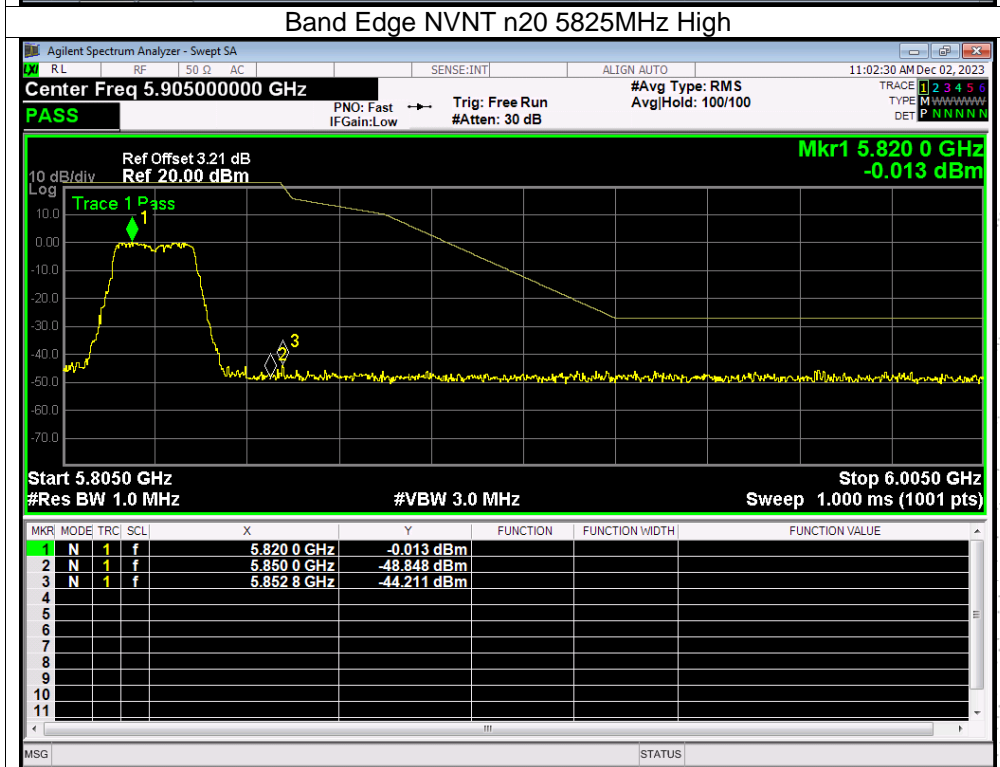 Band Edge NVNT n20 5825MHz High
Agilent Spectrum Analyzer - Swept SA
LXI RL RF 50 Ω AC SENSE:INT ALIGN AUTO 11:02:30 AM Dec 02, 2023
Center Freq 5.905000000 GHz #Avg Type: RMS TRACE 1 2 3 4 5 6
PASS PNO: Fast Trig: Free Run Avg|Hold: 100/100 TYPE M WWWWW
IFGain:Low #Atten: 30 dB DET P N N N N N
Mkr1 5.820 0 GHz
Ref Offset 3.21 dB
10 dB/div Ref 20.00 dBm -0.013 dBm
Log
Trace 1 Pass
1
10.0
0.00
-10.0
-20.0
-30.0
3
-40.0
2
-50.0
-60.0
-70.0
Start 5.8050 GHz Stop 6.0050 GHz
#Res BW 1.0 MHz #VBW 3.0 MHz Sweep 1.000 ms (1001 pts)
MKR MODE TRC SCL X Y FUNCTION FUNCTION WIDTH FUNCTION VALUE
1 N 1 f 5.820 0 GHz -0.013 dBm
2 N 1 f 5.850 0 GHz -48.848 dBm
3 N 1 f 5.852 8 GHz -44.211 dBm
4
5
6
7
8
9
10
11
MSG STATUS